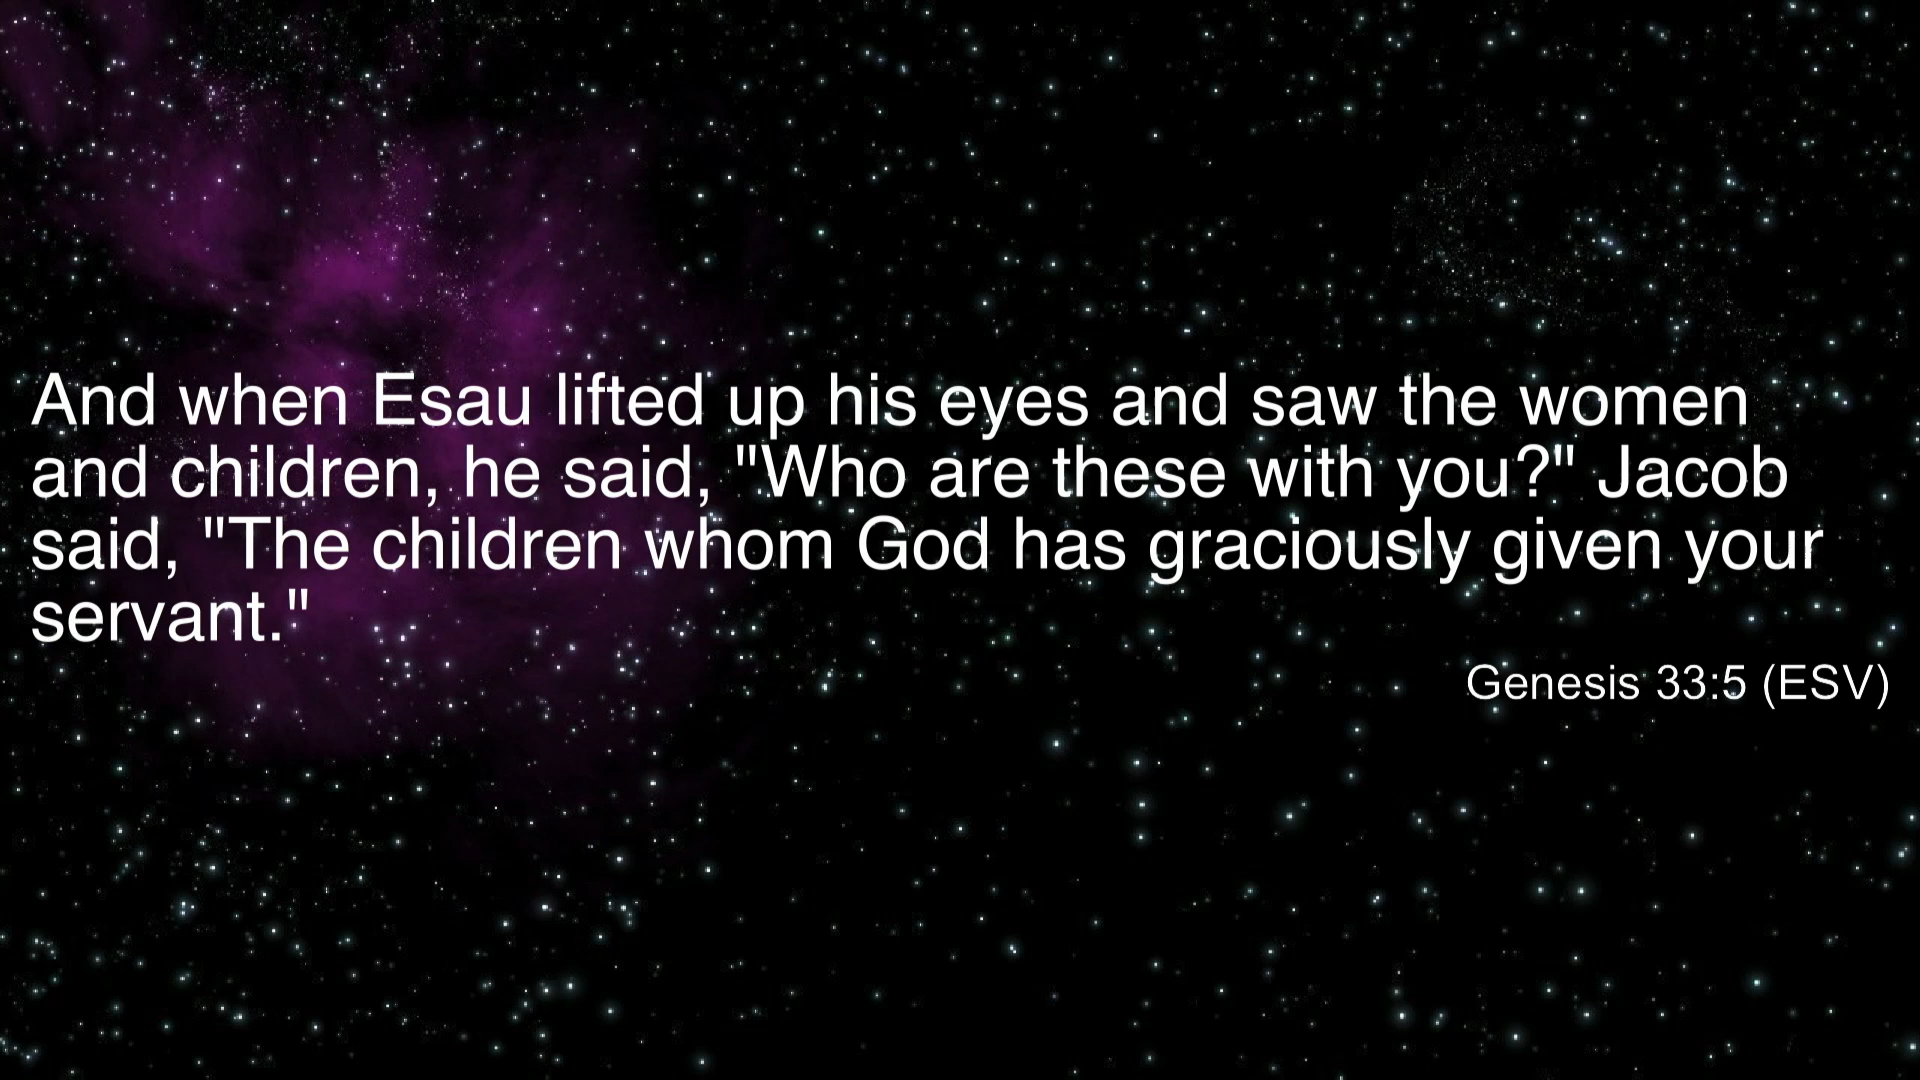 And when Esau lifted up his eyes and saw the women
and children, he said, "Who are these with you?" Jacob
said, "The children whom God has graciously given your
servant."
Genesis 33:5 (ESV)